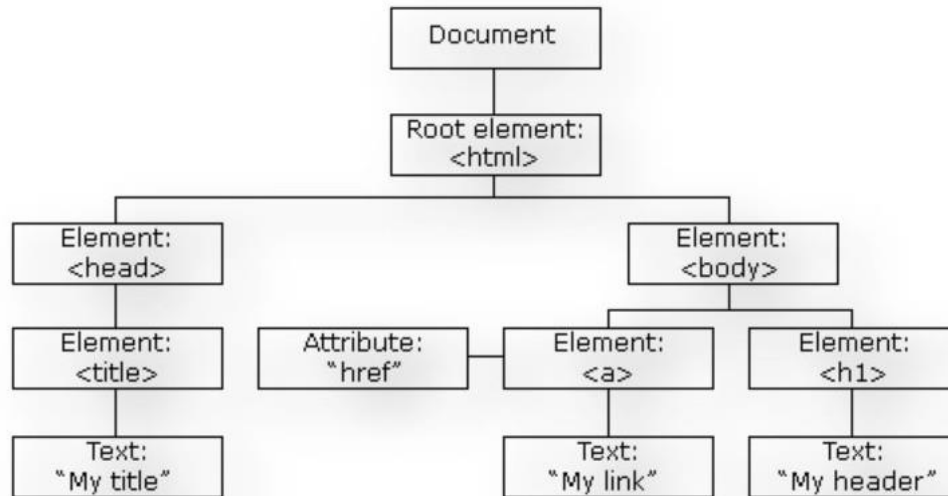 Document
Root element:
<html>
Element:
<head>
Element:
<body>
Element:
<title>
Attribute:
“href”
Element:
<a>
Element:
<h1>
Text:
“My title”
Text:
“My link”
Text:
“My header”